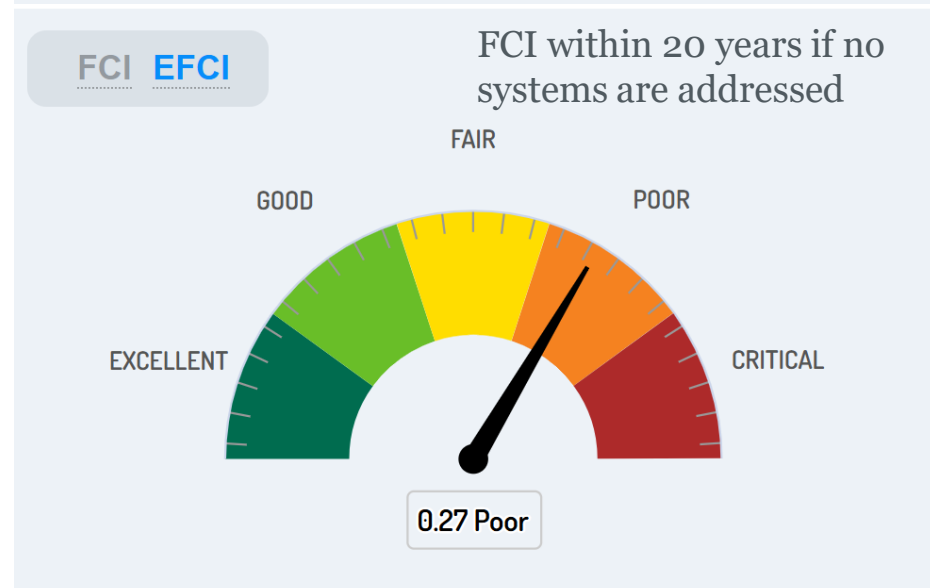 FCI EFCI
FCI within 20 years if no
systems are addressed
FAIR
GOOD
POOR
EXCELLENT
CRITICAL
0.27 Poor